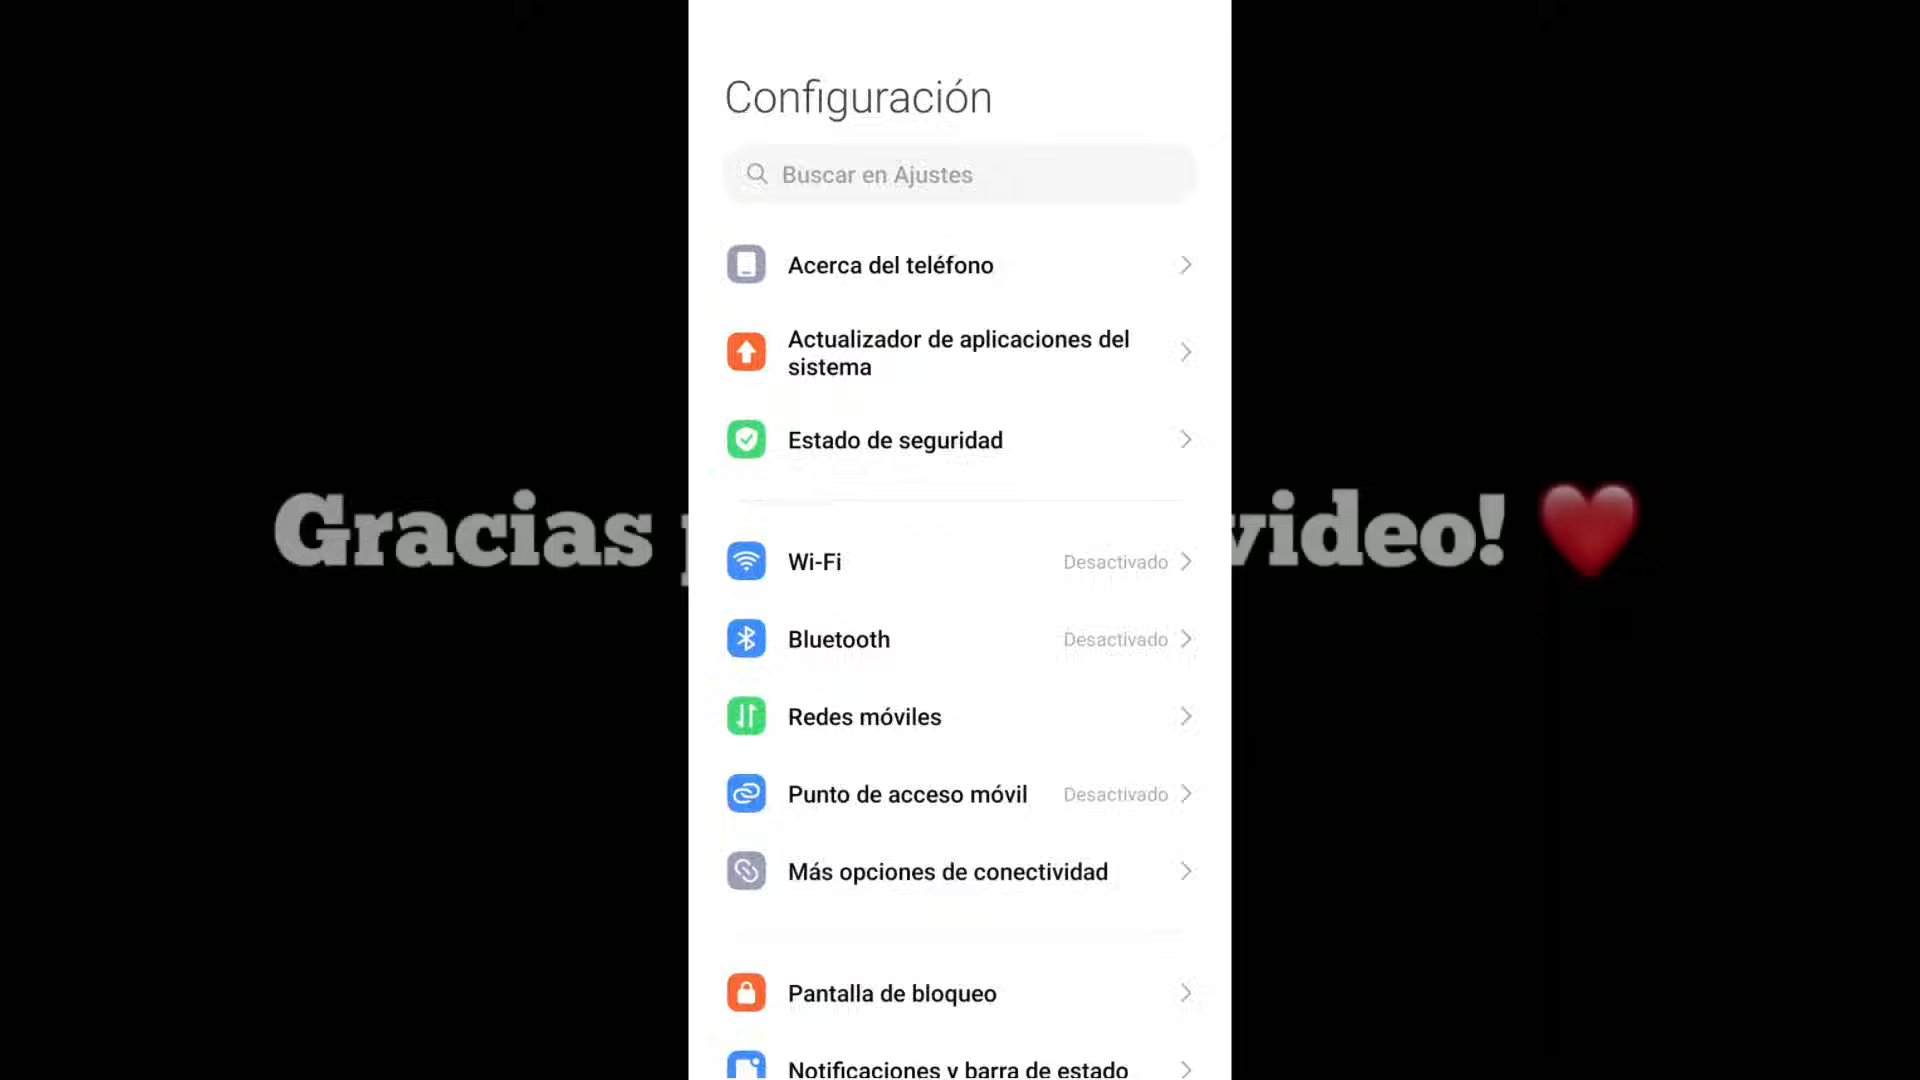 Configuración
Buscar en Ajustes
Acerca del teléfono
Actualizador de aplicaciones del
sistema
Estado de seguridad
Gracias video!
Wi-Fi Desactivado
Bluetooth Desactivado
Redes móviles
Punto de acceso móvil Desactivado
Más opciones de conectividad
Pantalla de bloqueo
Notificaciones y barra de estado